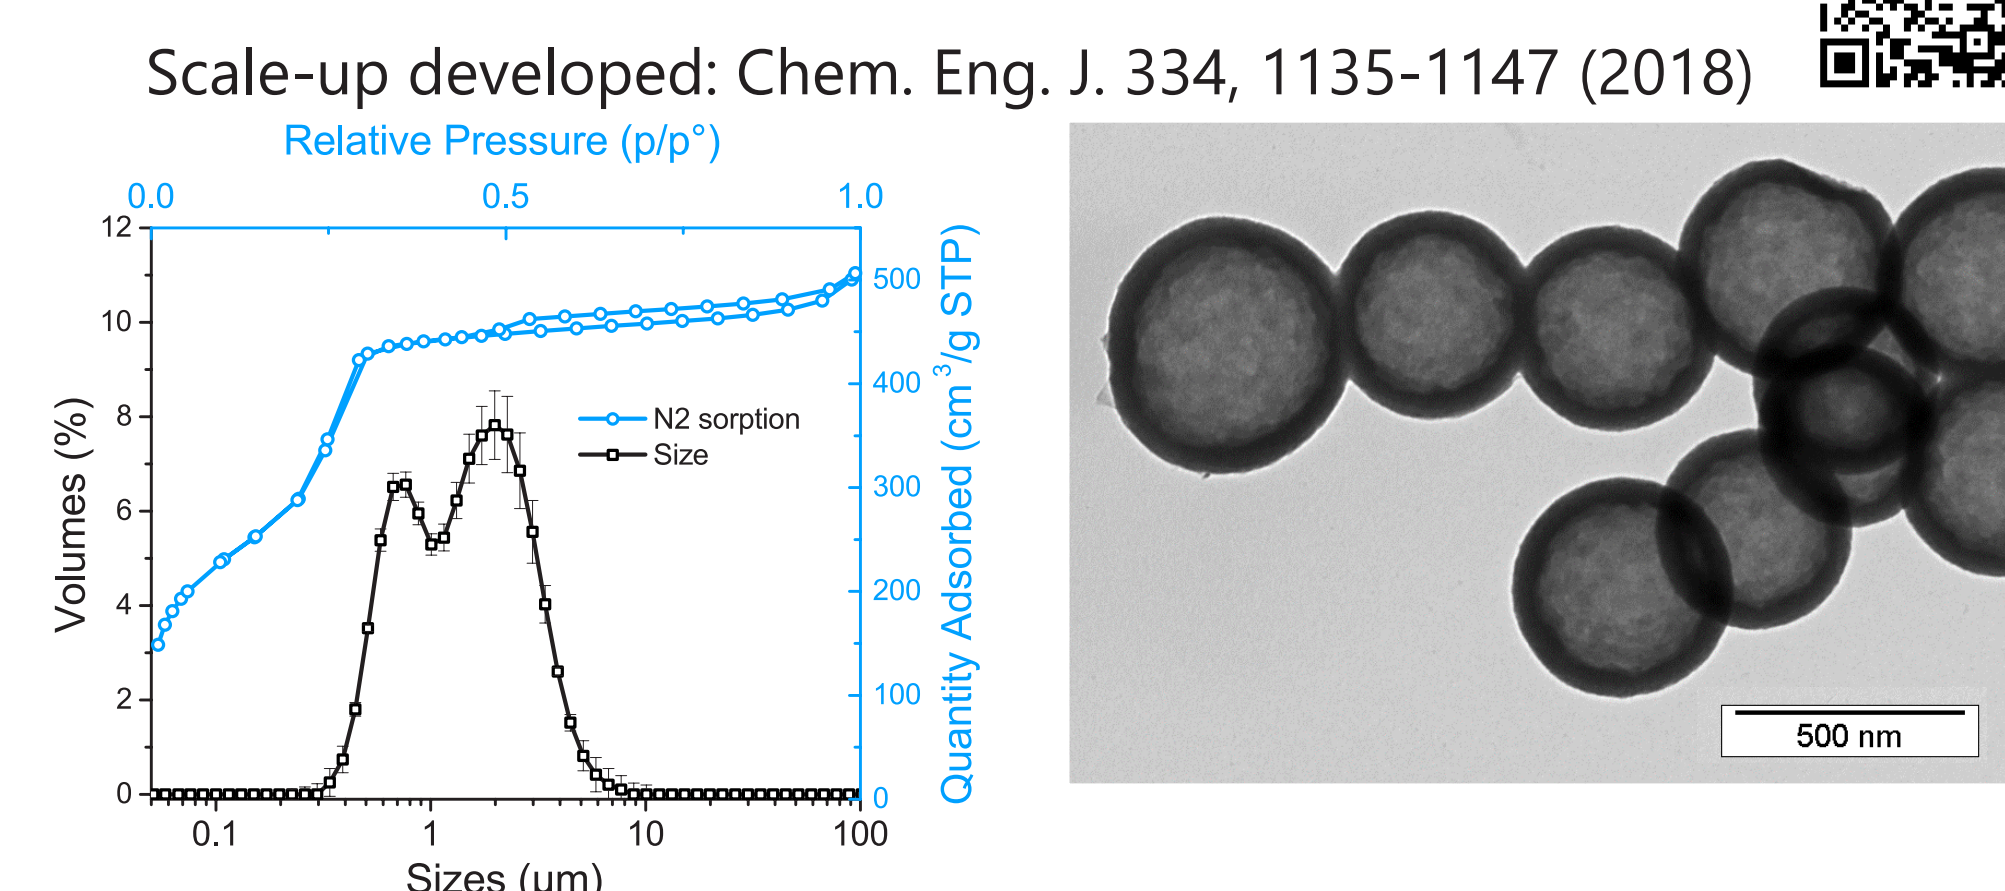 Scale-up developed: Chem. Eng. J. 334, 1135-1147 (2018)
Relative Pressure (p/p°)
0.0 0.5 1.0
12
10
8
6
4
2
0
Volumes (%)
N2 sorption
Size
500
400
300
200
100
0
Quantity Adsorbed (cm ³/g STP)
0.1 1 10 100
Sizes (um)
500 nm